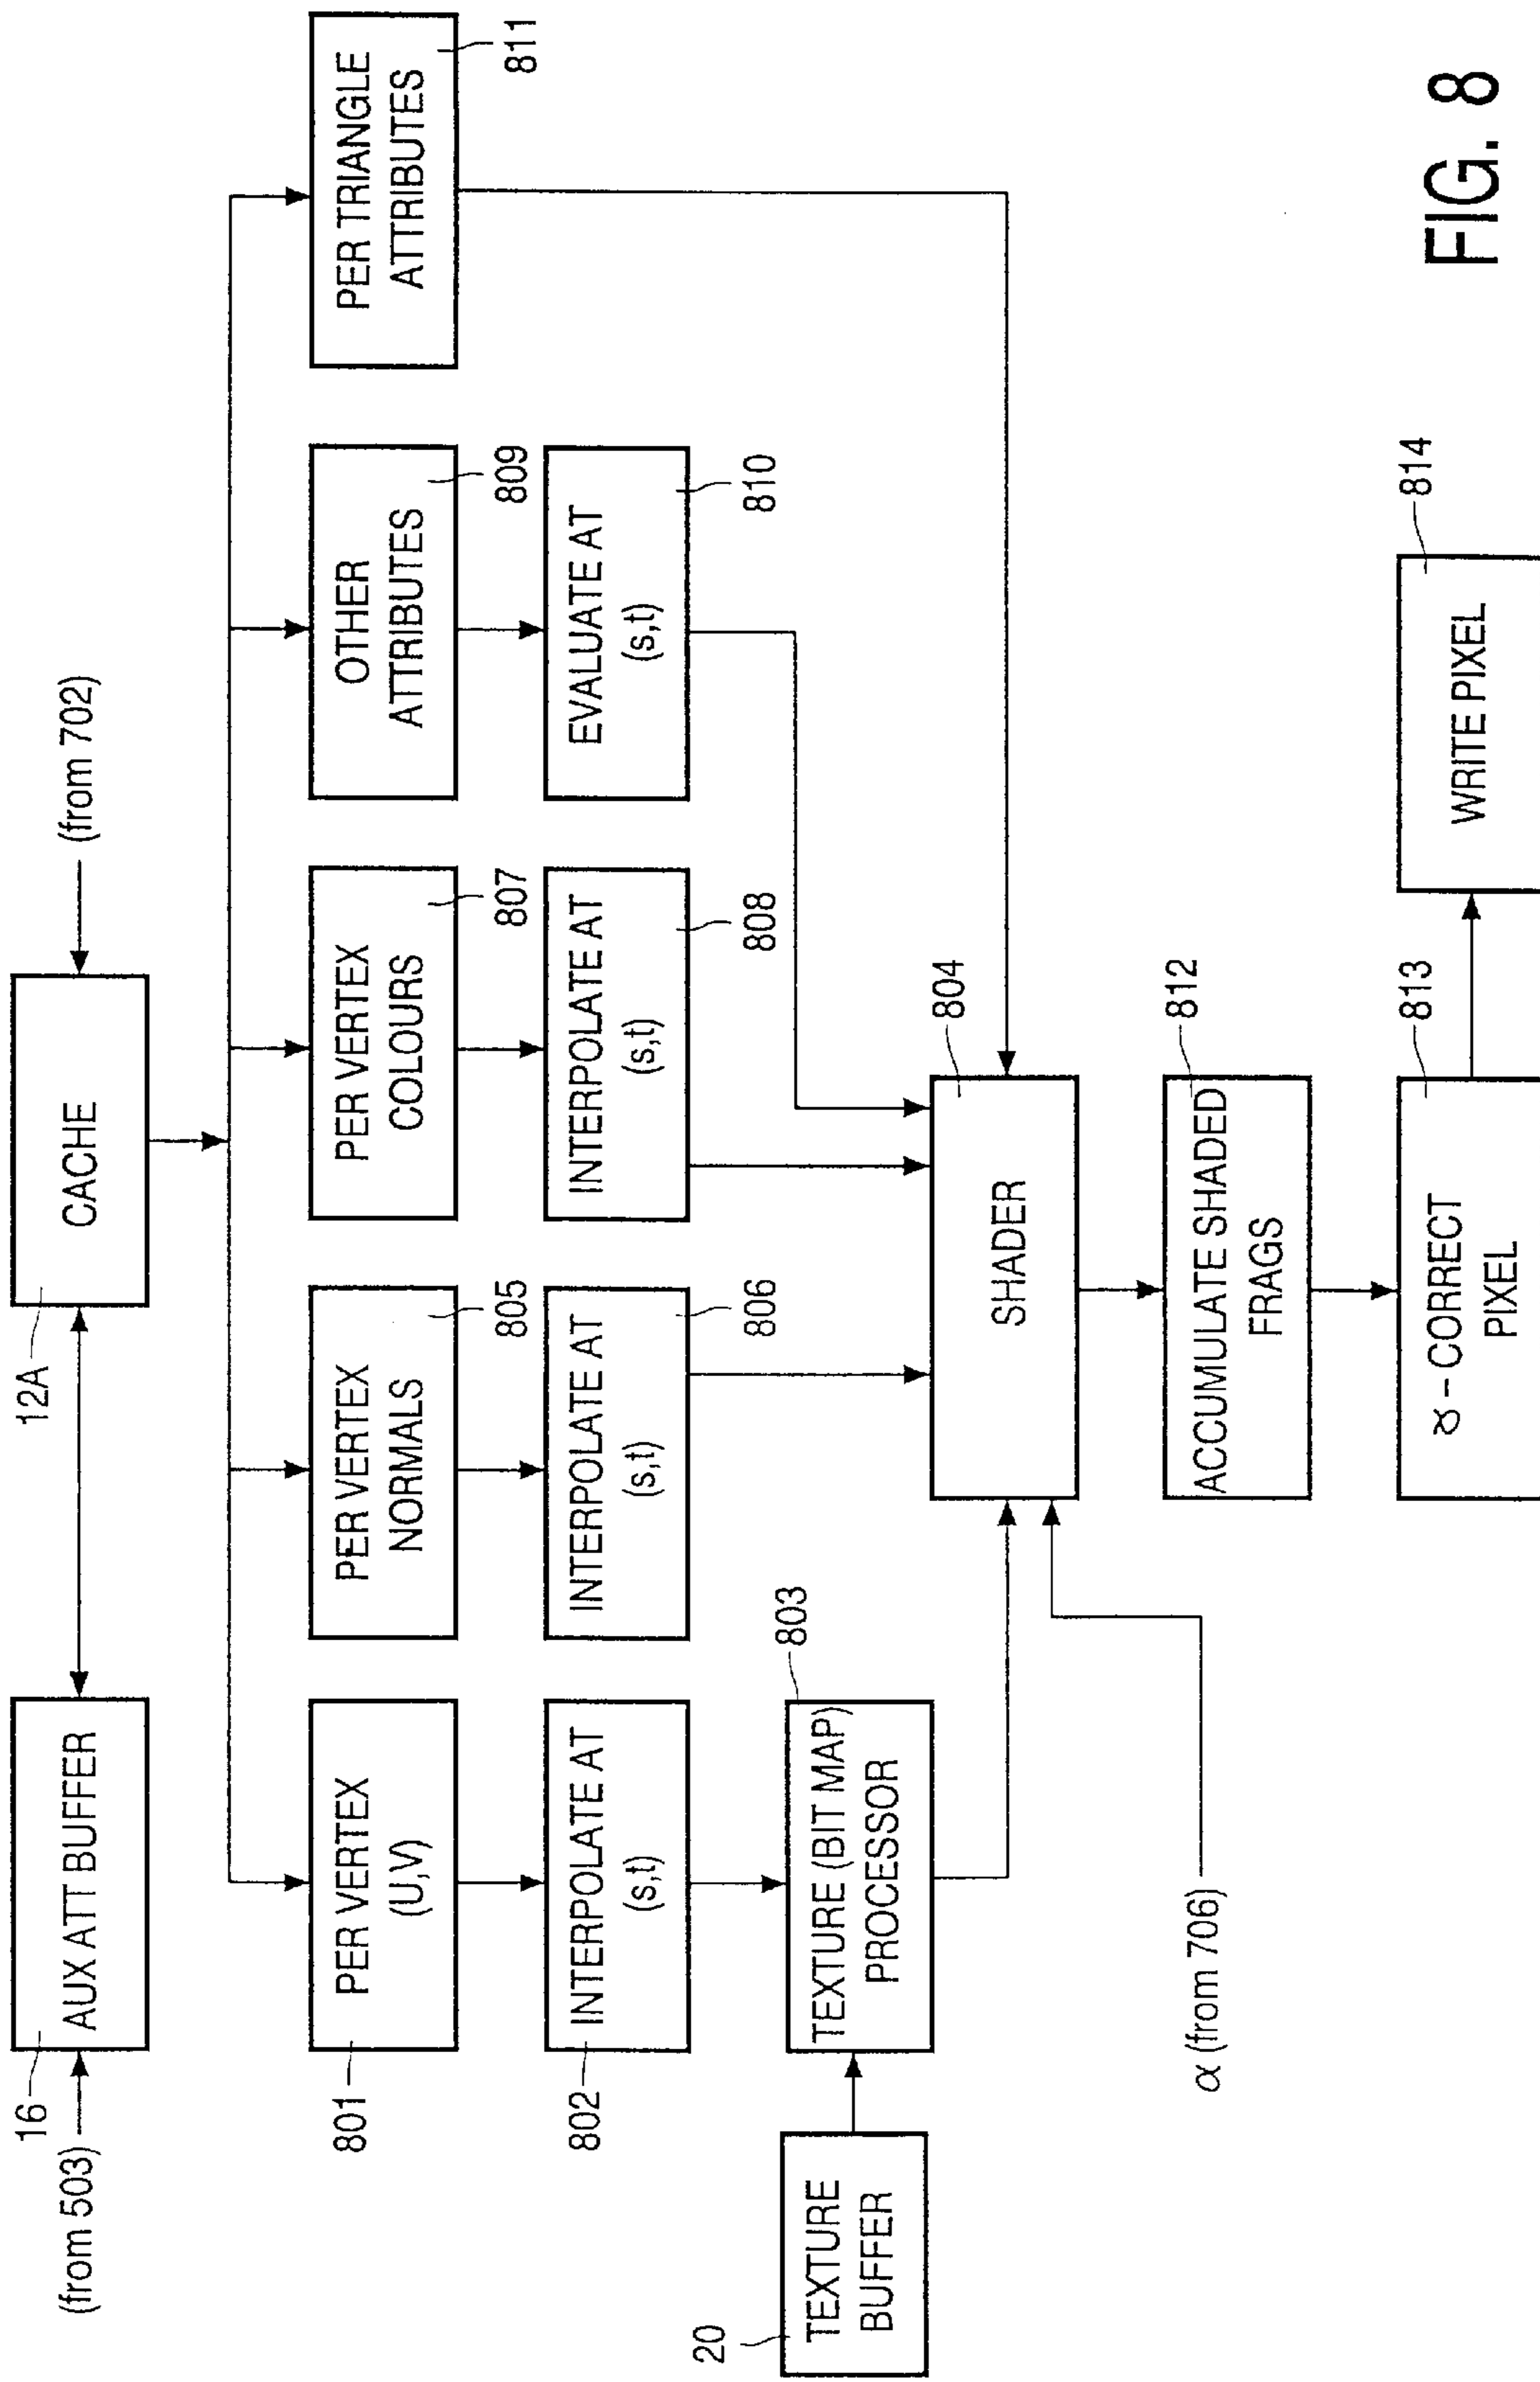 (from 503)
16
AUX ATT BUFFER
12A
CACHE
(from 702)
801
PER VERTEX
(U,V)
PER VERTEX
NORMALS
805
PER VERTEX
COLOURS
807
OTHER
ATTRIBUTES
809
PER TRIANGLE
ATTRIBUTES
811
802
INTERPOLATE AT
(s,t)
INTERPOLATE AT
(s,t)
806
INTERPOLATE AT
(s,t)
808
EVALUATE AT
(s,t)
810
20
TEXTURE
BUFFER
803
TEXTURE (BIT MAP)
PROCESSOR
SHADER
804
α (from 706)
ACCUMULATE SHADED
FRAGS
812
γ - CORRECT
PIXEL
813
WRITE PIXEL
814
FIG. 8